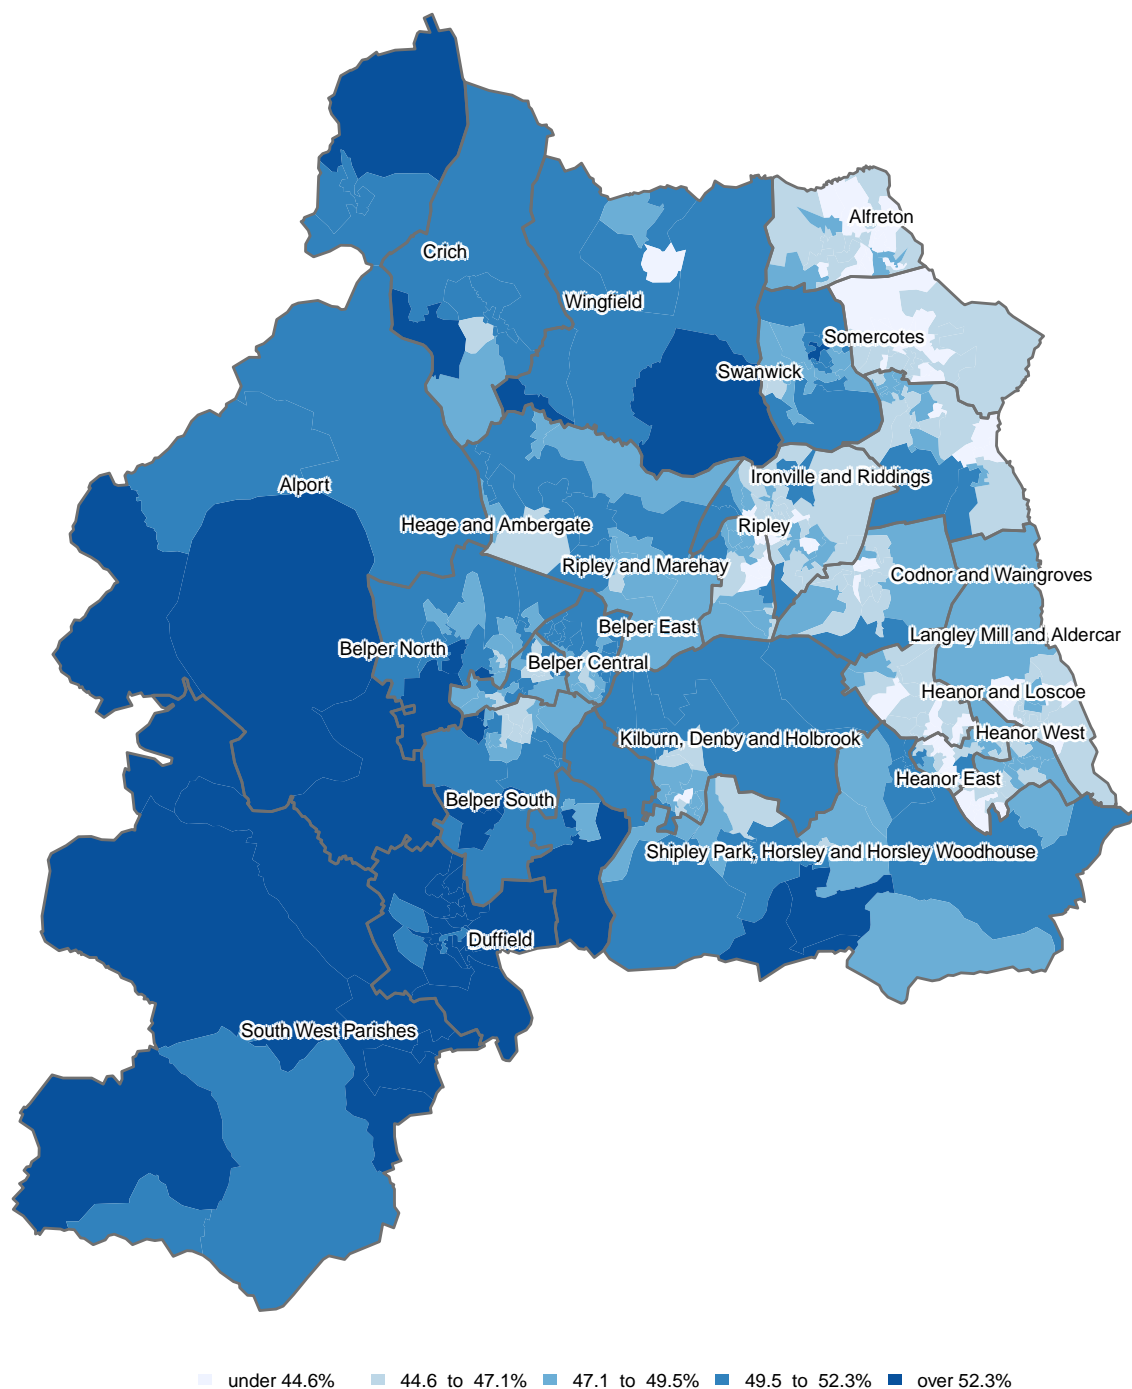 Alfreton
Crich
Wingfield
Somercotes
Swanwick
Ironville and Riddings
Alport
Heage and Ambergate
Ripley
Ripley and Marehay
Codnor and Waingroves
Belper East
Langley Mill and Aldercar
Belper North
Belper Central
Heanor and Loscoe
Heanor West
Kilburn, Denby and Holbrook
Heanor East
Belper South
Shipley Park, Horsley and Horsley Woodhouse
Duffield
South West Parishes
under 44.6% 44.6 to 47.1% 47.1 to 49.5% 49.5 to 52.3% over 52.3%